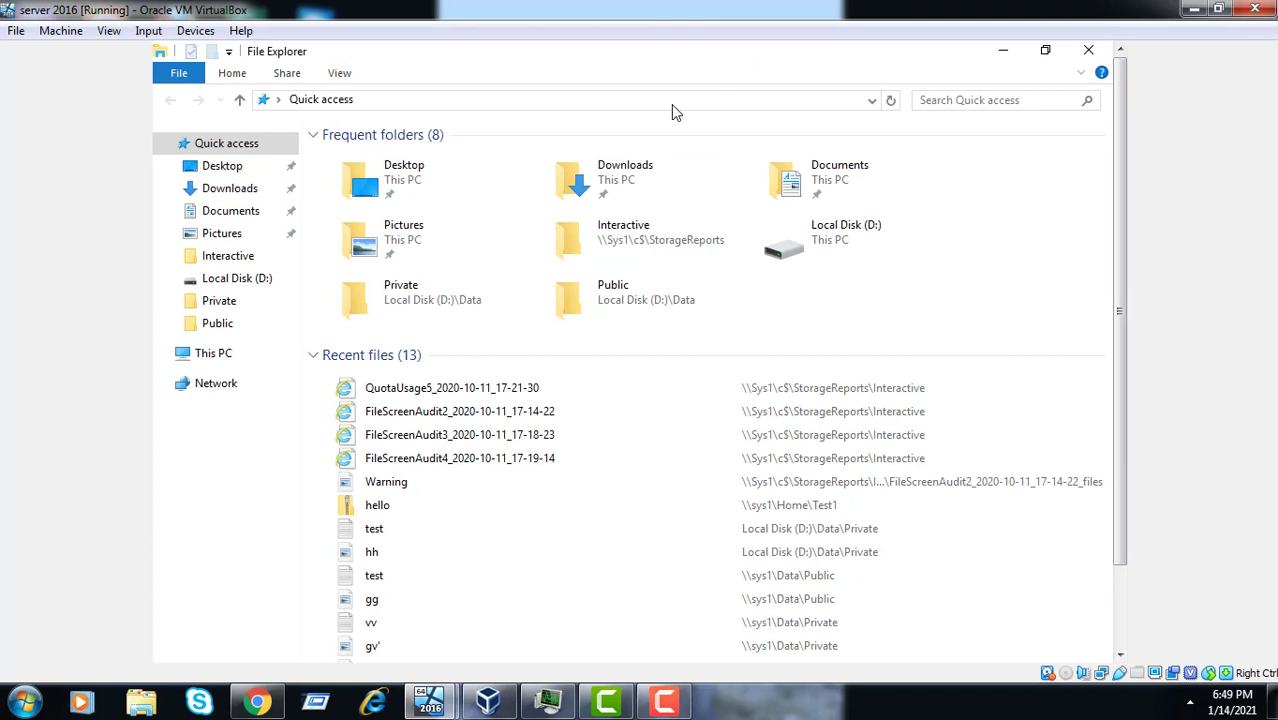 server 2016 [Running] - Oracle VM VirtualBox
File Machine View Input Devices Help
File Explorer
File Home Share View
Quick access
Search Quick access
Quick access
Desktop
Downloads
Documents
Pictures
Interactive
Local Disk (D:)
Private
Public
This PC
Network
Frequent folders (8)
Desktop
This PC
Downloads
This PC
Documents
This PC
Pictures
This PC
Interactive
\\Sys1\c$\StorageReports
Local Disk (D:)
This PC
Private
Local Disk (D:)\Data
Public
Local Disk (D:)\Data
Recent files (13)
QuotaUsage5_2020-10-11_17-21-30 \\Sys1\c$\StorageReports\Interactive
FileScreenAudit2_2020-10-11_17-14-22 \\Sys1\c$\StorageReports\Interactive
FileScreenAudit3_2020-10-11_17-18-23 \\Sys1\c$\StorageReports\Interactive
FileScreenAudit4_2020-10-11_17-19-14 \\Sys1\c$\StorageReports\Interactive
Warning \\Sys1\c$\StorageReports\I...\FileScreenAudit2_2020-10-11_17-14-22_files
hello \\sys1\Home\Test1
test Local Disk (D:)\Data\Private
hh Local Disk (D:)\Data\Private
test \\sys1\Data\Public
gg \\sys1\Data\Public
vv \\sys1\Data\Private
gv' \\sys1\Data\Private
Right Ctrl
64
2016
6:49 PM
1/14/2021